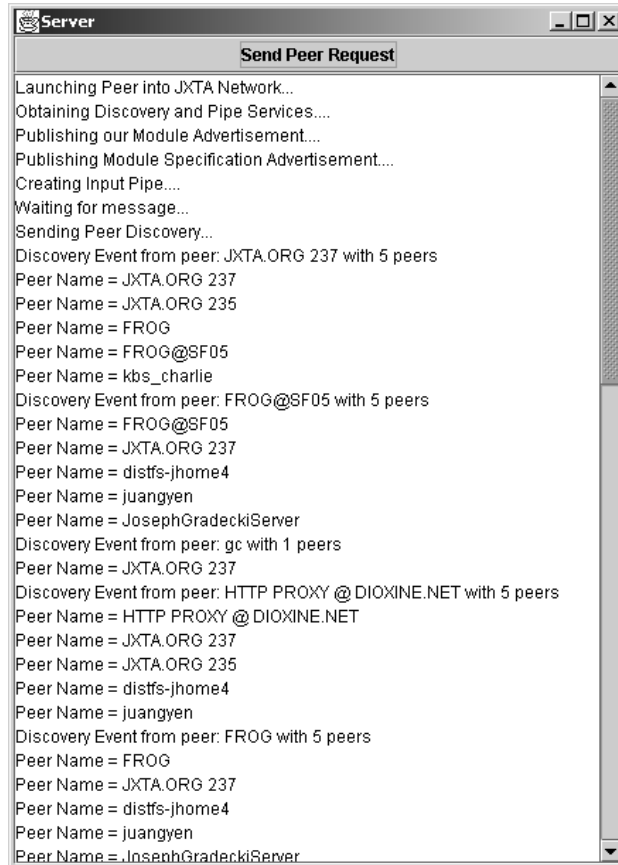 Server
Send Peer Request
Launching Peer into JXTA Network...
Obtaining Discovery and Pipe Services....
Publishing our Module Advertisement....
Publishing Module Specification Advertisement....
Creating Input Pipe....
Waiting for message...
Sending Peer Discovery...
Discovery Event from peer: JXTA.ORG 237 with 5 peers
Peer Name = JXTA.ORG 237
Peer Name = JXTA.ORG 235
Peer Name = FROG
Peer Name = FROG@SF05
Peer Name = kbs_charlie
Discovery Event from peer: FROG@SF05 with 5 peers
Peer Name = FROG@SF05
Peer Name = JXTA.ORG 237
Peer Name = distfs-jhome4
Peer Name = juangyen
Peer Name = JosephGradeckiServer
Discovery Event from peer: gc with 1 peers
Peer Name = JXTA.ORG 237
Discovery Event from peer: HTTP PROXY @ DIOXINE.NET with 5 peers
Peer Name = HTTP PROXY @ DIOXINE.NET
Peer Name = JXTA.ORG 237
Peer Name = JXTA.ORG 235
Peer Name = distfs-jhome4
Peer Name = juangyen
Discovery Event from peer: FROG with 5 peers
Peer Name = FROG
Peer Name = JXTA.ORG 237
Peer Name = distfs-jhome4
Peer Name = juangyen
Peer Name = JosephGradeckiServer